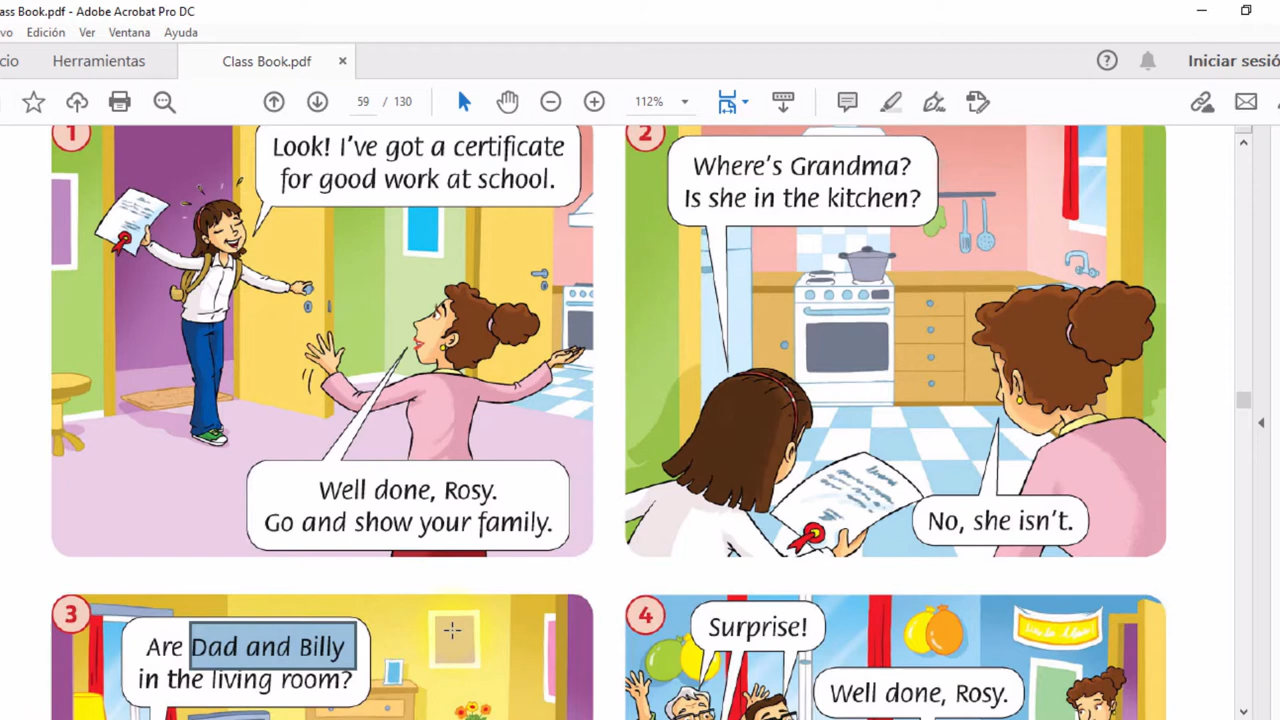 lass Book.pdf - Adobe Acrobat Pro DC
vo Edición Ver Ventana Ayuda
cio Herramientas Class Book.pdf × Iniciar sesió
59 / 130 112%
1
Look! I've got a certificate
for good work at school.
Well done, Rosy.
Go and show your family.
2
Where's Grandma?
Is she in the kitchen?
No, she isn't.
3
Are Dad and Billy
in the living room?
4
Surprise!
Well done, Rosy.